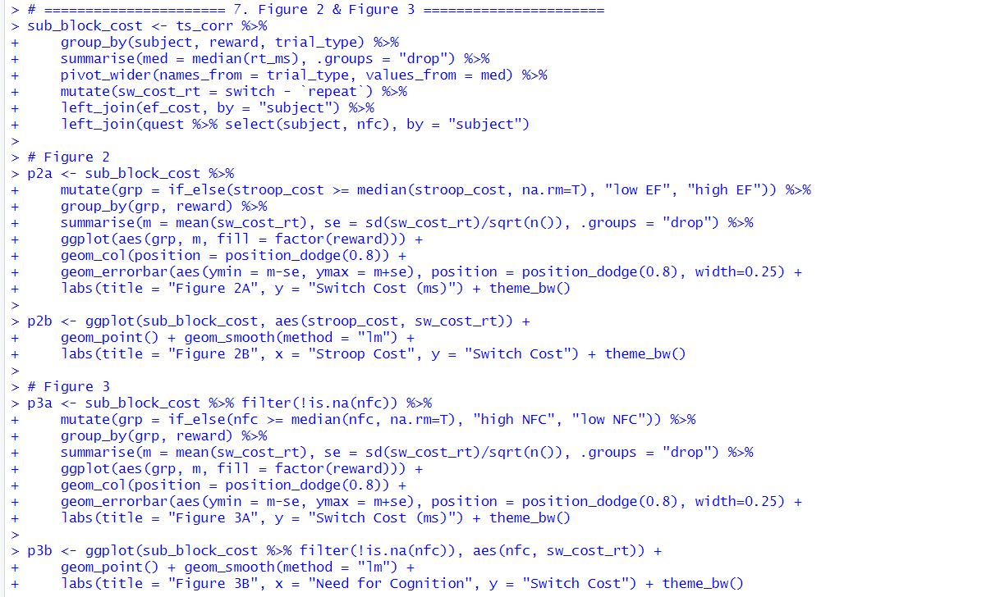 > # ====================== 7. Figure 2 & Figure 3 ======================
> sub_block_cost <- ts_corr %>%
+     group_by(subject, reward, trial_type) %>%
+     summarise(med = median(rt_ms), .groups = "drop") %>%
+     pivot_wider(names_from = trial_type, values_from = med) %>%
+     mutate(sw_cost_rt = switch - `repeat`) %>%
+     left_join(ef_cost, by = "subject") %>%
+     left_join(quest %>% select(subject, nfc), by = "subject")
>
> # Figure 2
> p2a <- sub_block_cost %>%
+     mutate(grp = if_else(stroop_cost >= median(stroop_cost, na.rm=T), "low EF", "high EF")) %>%
+     group_by(grp, reward) %>%
+     summarise(m = mean(sw_cost_rt), se = sd(sw_cost_rt)/sqrt(n()), .groups = "drop") %>%
+     ggplot(aes(grp, m, fill = factor(reward))) +
+     geom_col(position = position_dodge(0.8)) +
+     geom_errorbar(aes(ymin = m-se, ymax = m+se), position = position_dodge(0.8), width=0.25) +
+     labs(title = "Figure 2A", y = "Switch Cost (ms)") + theme_bw()
>
> p2b <- ggplot(sub_block_cost, aes(stroop_cost, sw_cost_rt)) +
+     geom_point() + geom_smooth(method = "lm") +
+     labs(title = "Figure 2B", x = "Stroop Cost", y = "Switch Cost") + theme_bw()
>
> # Figure 3
> p3a <- sub_block_cost %>% filter(!is.na(nfc)) %>%
+     mutate(grp = if_else(nfc >= median(nfc, na.rm=T), "high NFC", "low NFC")) %>%
+     group_by(grp, reward) %>%
+     summarise(m = mean(sw_cost_rt), se = sd(sw_cost_rt)/sqrt(n()), .groups = "drop") %>%
+     ggplot(aes(grp, m, fill = factor(reward))) +
+     geom_col(position = position_dodge(0.8)) +
+     geom_errorbar(aes(ymin = m-se, ymax = m+se), position = position_dodge(0.8), width=0.25) +
+     labs(title = "Figure 3A", y = "Switch Cost (ms)") + theme_bw()
>
> p3b <- ggplot(sub_block_cost %>% filter(!is.na(nfc)), aes(nfc, sw_cost_rt)) +
+     geom_point() + geom_smooth(method = "lm") +
+     labs(title = "Figure 3B", x = "Need for Cognition", y = "Switch Cost") + theme_bw()